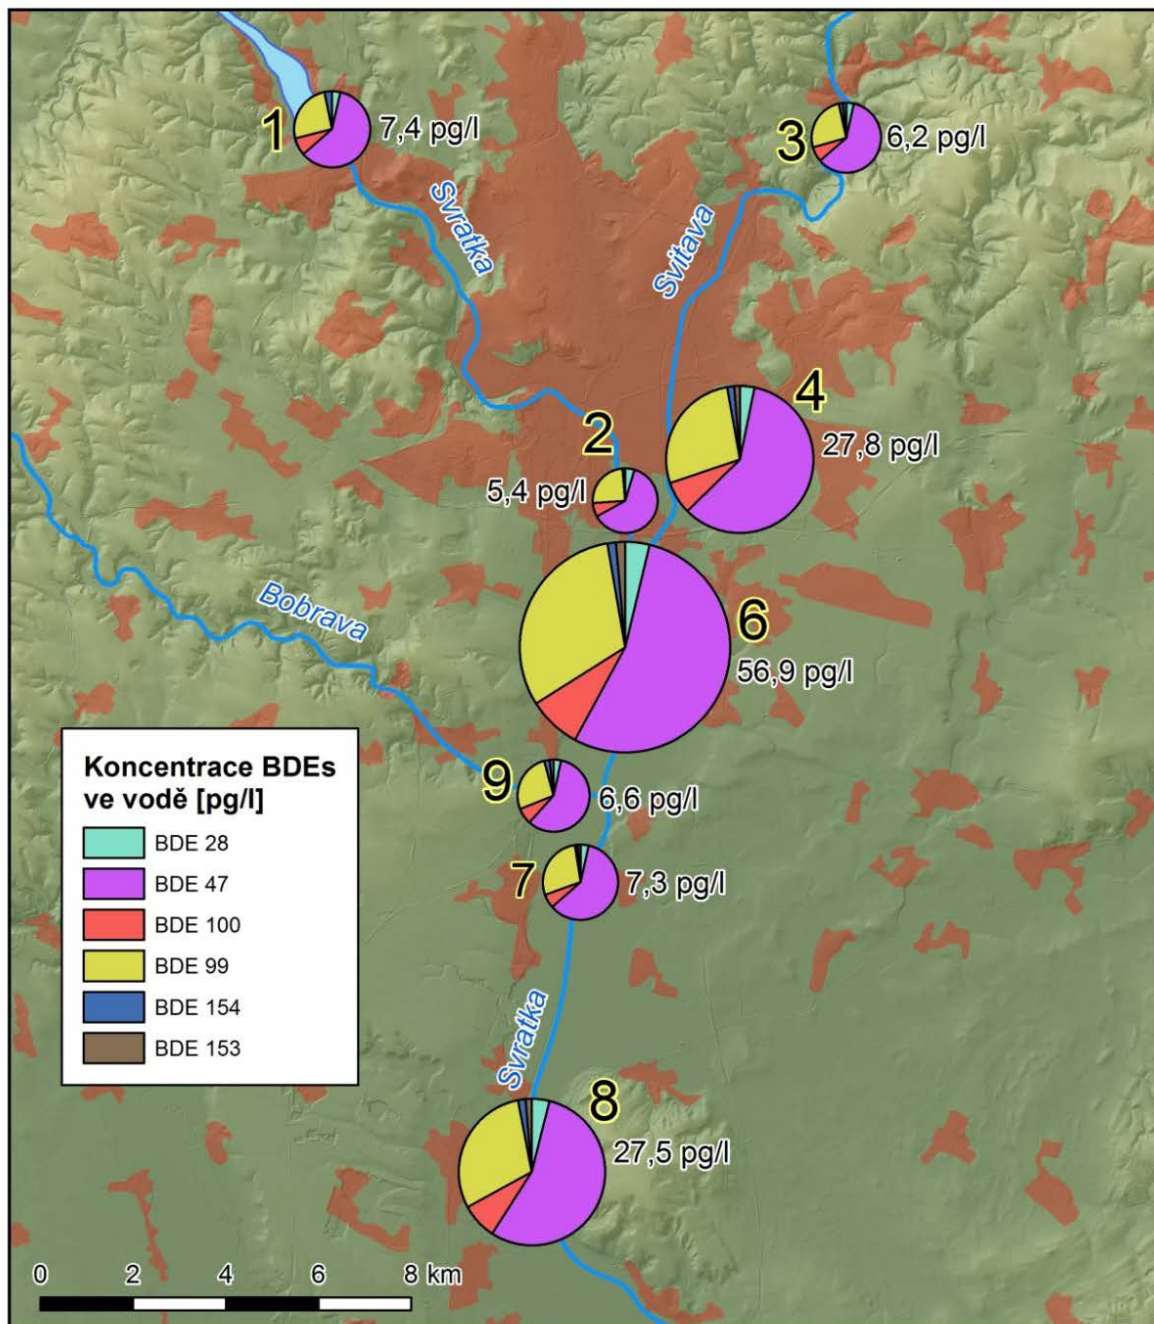 1
7,4 pg/l
3
6,2 pg/l
Svratka
Svitava
4
27,8 pg/l
2
5,4 pg/l
Bobrava
6
56,9 pg/l
Koncentrace BDEs
ve vodě [pg/l]
BDE 28
BDE 47
BDE 100
BDE 99
BDE 154
BDE 153
9
6,6 pg/l
7
7,3 pg/l
Svratka
8
27,5 pg/l
0 2 4 6 8 km